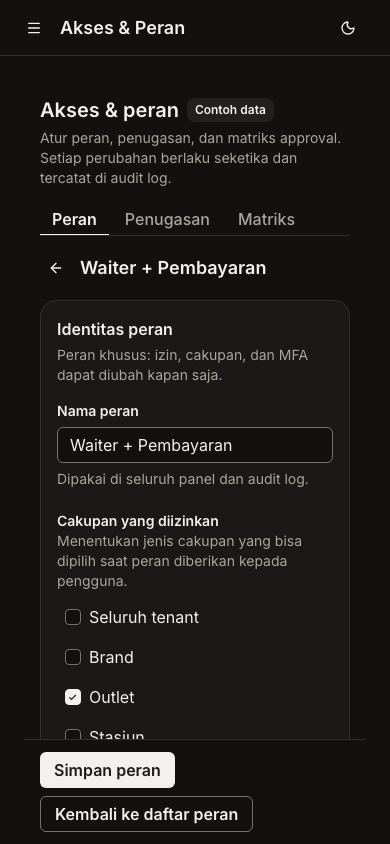 Akses & Peran
Akses & peran
Contoh data
Atur peran, penugasan, dan matriks approval.
Setiap perubahan berlaku seketika dan
tercatat di audit log.
Peran
Penugasan
Matriks
Waiter + Pembayaran
Identitas peran
Peran khusus: izin, cakupan, dan MFA
dapat diubah kapan saja.
Nama peran
Waiter + Pembayaran
Dipakai di seluruh panel dan audit log.
Cakupan yang diizinkan
Menentukan jenis cakupan yang bisa
dipilih saat peran diberikan kepada
pengguna.
Seluruh tenant
Brand
Outlet
Stasiun
Simpan peran
Kembali ke daftar peran